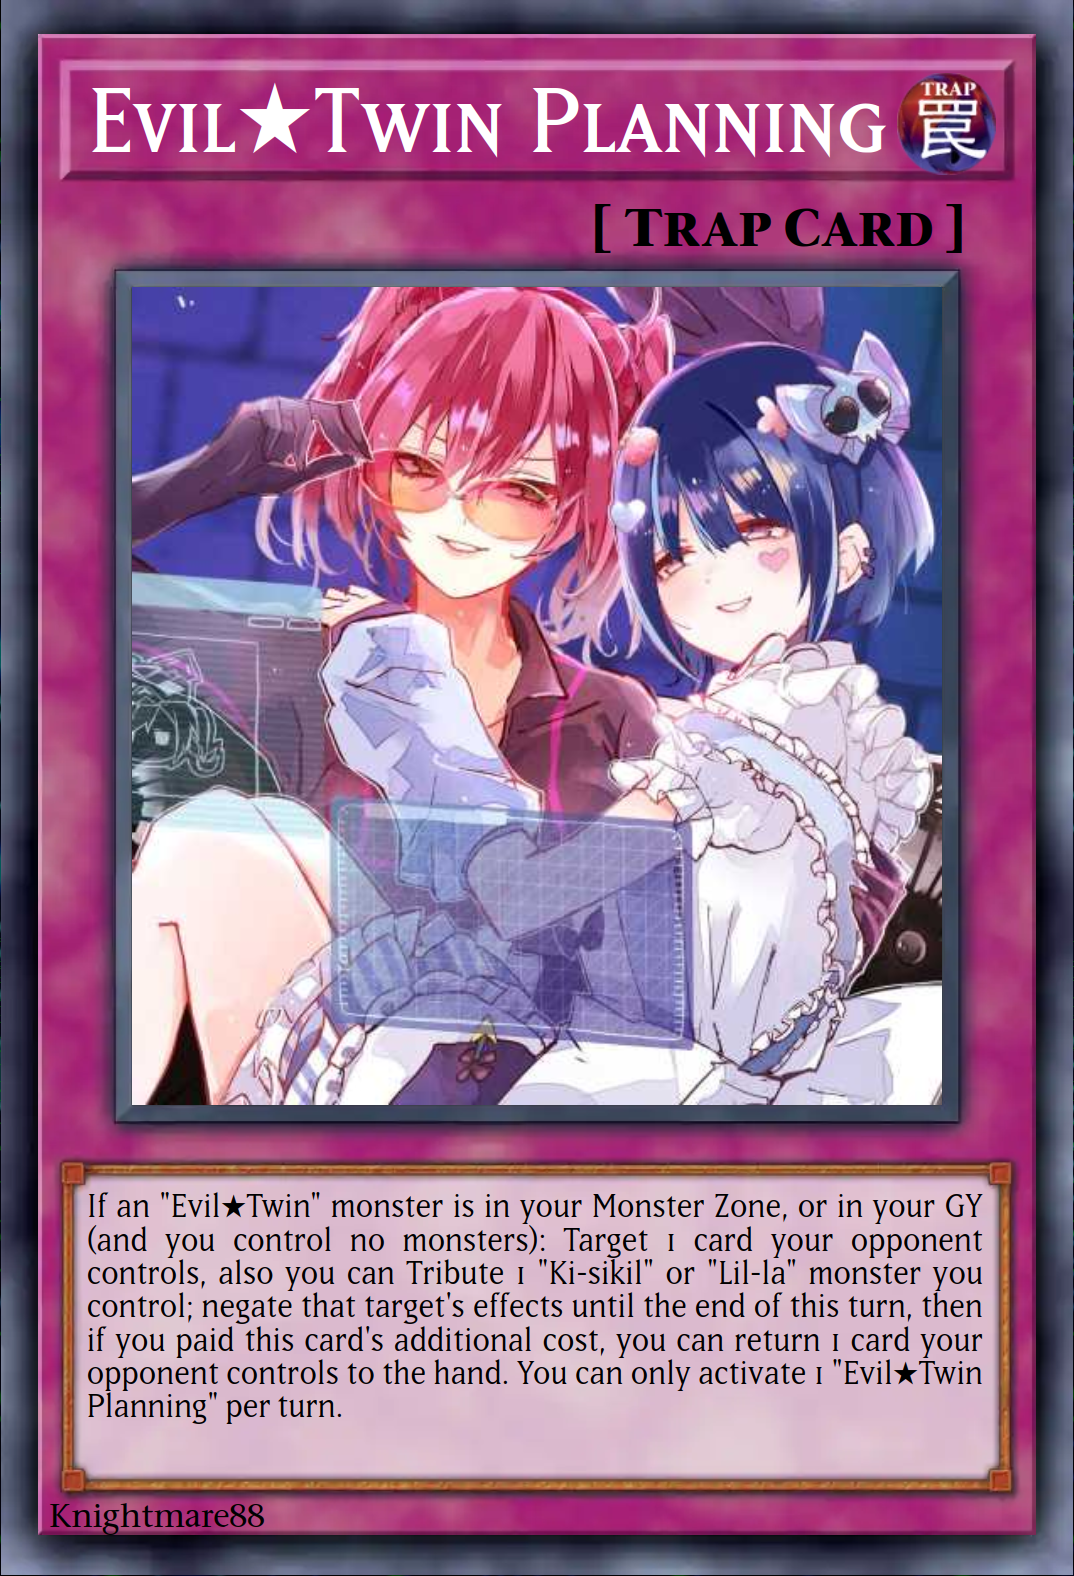 Evil★Twin Planning
TRAP
罠
[ Trap Card ]
If an "Evil★Twin" monster is in your Monster Zone, or in your GY
(and you control no monsters): Target 1 card your opponent
controls, also you can Tribute 1 "Ki-sikil" or "Lil-la" monster you
control; negate that target's effects until the end of this turn, then
if you paid this card's additional cost, you can return 1 card your
opponent controls to the hand. You can only activate 1 "Evil★Twin
Planning" per turn.
Knightmare88